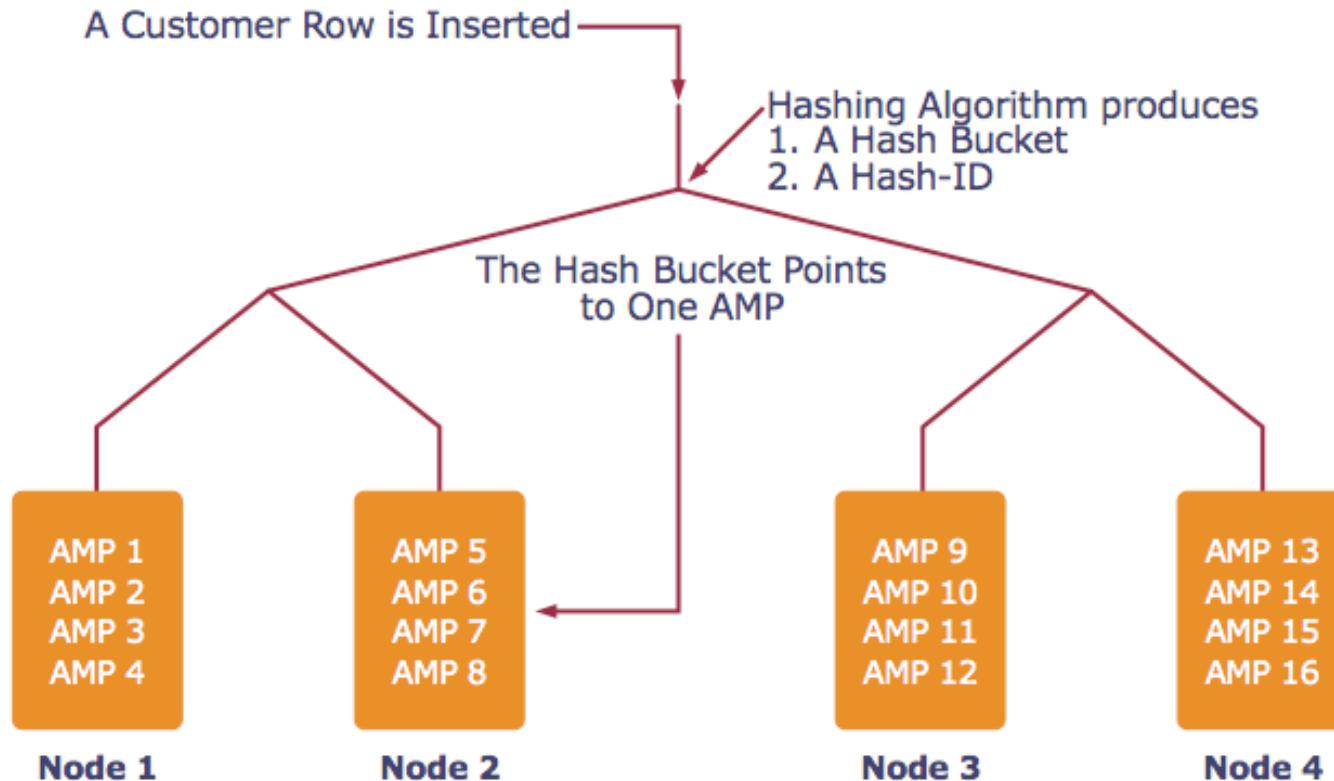 A Customer Row is Inserted
Hashing Algorithm produces
1. A Hash Bucket
2. A Hash-ID
The Hash Bucket Points
to One AMP
AMP 1
AMP 2
AMP 3
AMP 4
Node 1
AMP 5
AMP 6
AMP 7
AMP 8
Node 2
AMP 9
AMP 10
AMP 11
AMP 12
Node 3
AMP 13
AMP 14
AMP 15
AMP 16
Node 4